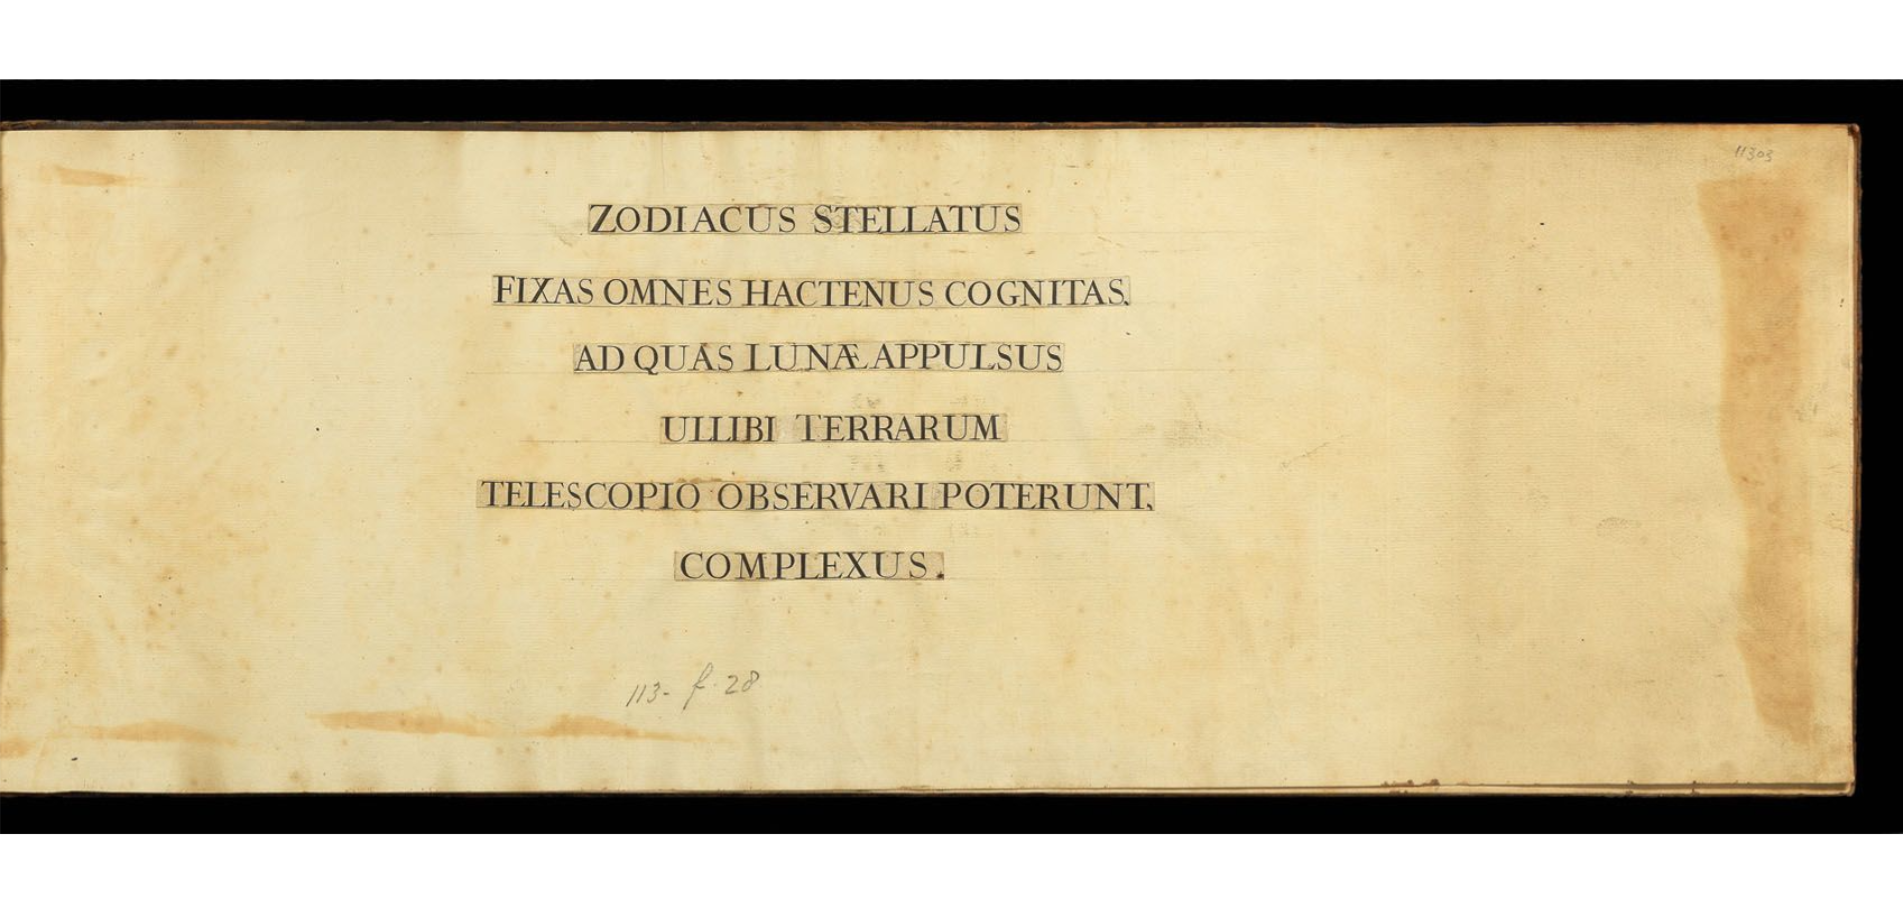 11303
ZODIACUS STELLATUS
FIXAS OMNES HACTENUS COGNITAS,
AD QUAS LUNÆ APPULSUS
ULLIBI TERRARUM
TELESCOPIO OBSERVARI POTERUNT,
COMPLEXUS.
113- f. 28